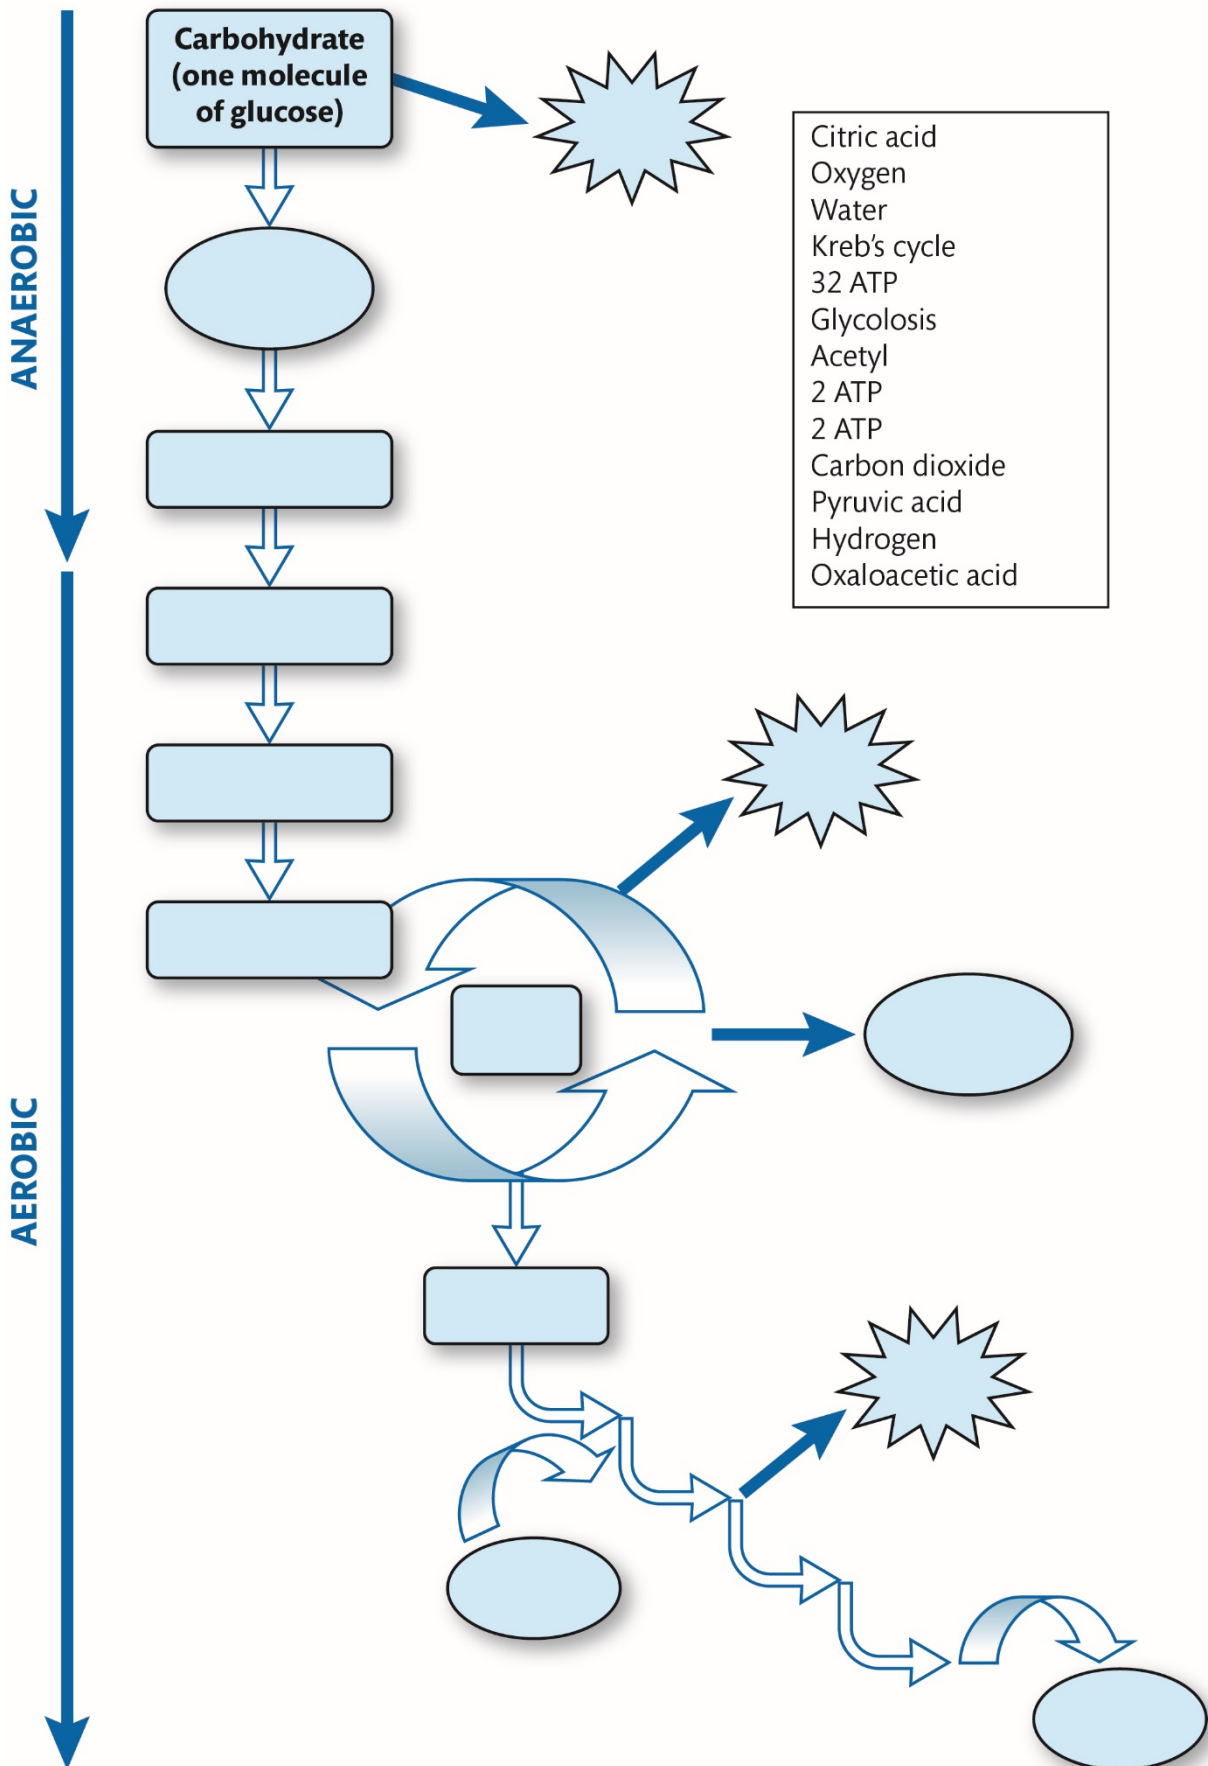 Carbohydrate
(one molecule
of glucose)
ANAEROBIC
Citric acid
Oxygen
Water
Kreb's cycle
32 ATP
Glycolosis
Acetyl
2 ATP
2 ATP
Carbon dioxide
Pyruvic acid
Hydrogen
Oxaloacetic acid
AEROBIC